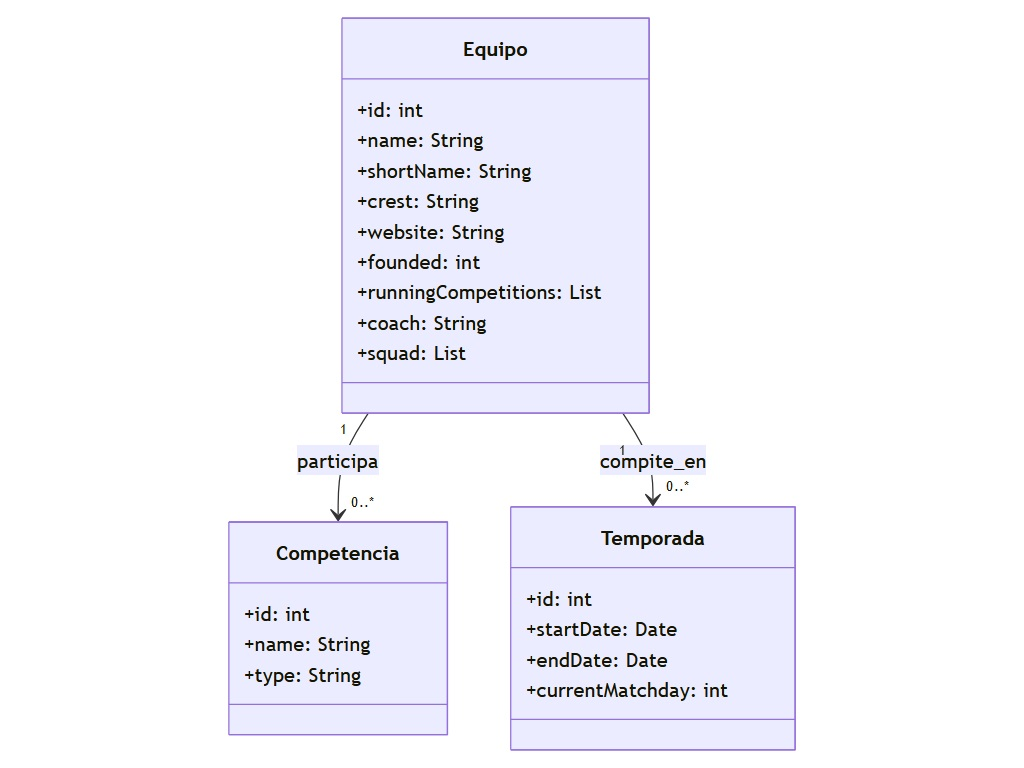 Equipo
+id: int
+name: String
+shortName: String
+crest: String
+website: String
+founded: int
+runningCompetitions: List
+coach: String
+squad: List
1
participa
0..*
1
compite_en
0..*
Competencia
+id: int
+name: String
+type: String
Temporada
+id: int
+startDate: Date
+endDate: Date
+currentMatchday: int